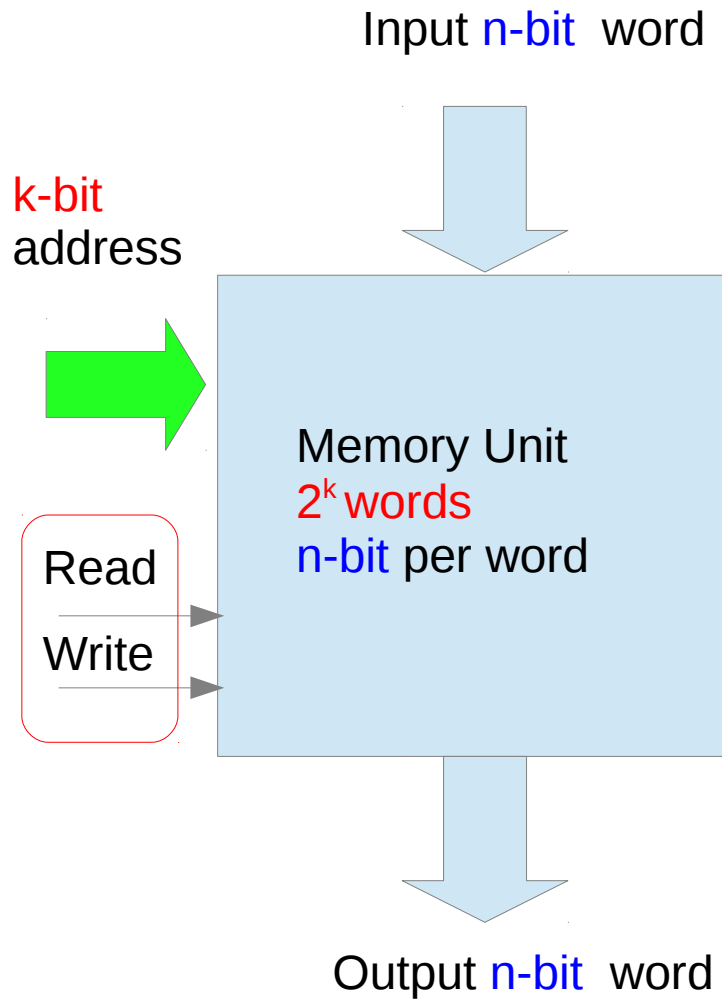 Input n-bit word
k-bit
address
Memory Unit
2ᵏ words
n-bit per word
Read
Write
Output n-bit word